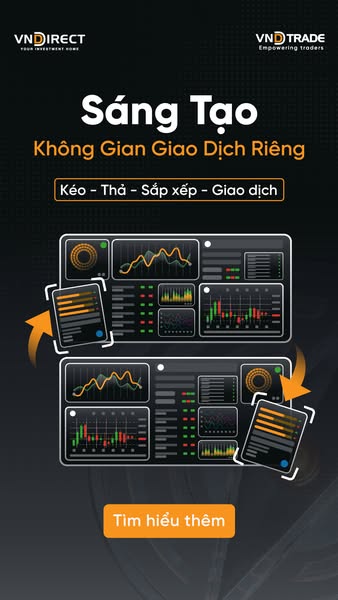 VNDIRECT
YOUR INVESTMENT HOME
VNDTRADE
Empowering traders
Sáng Tạo
Không Gian Giao Dịch Riêng
Kéo - Thả - Sắp xếp - Giao dịch
Tìm hiểu thêm